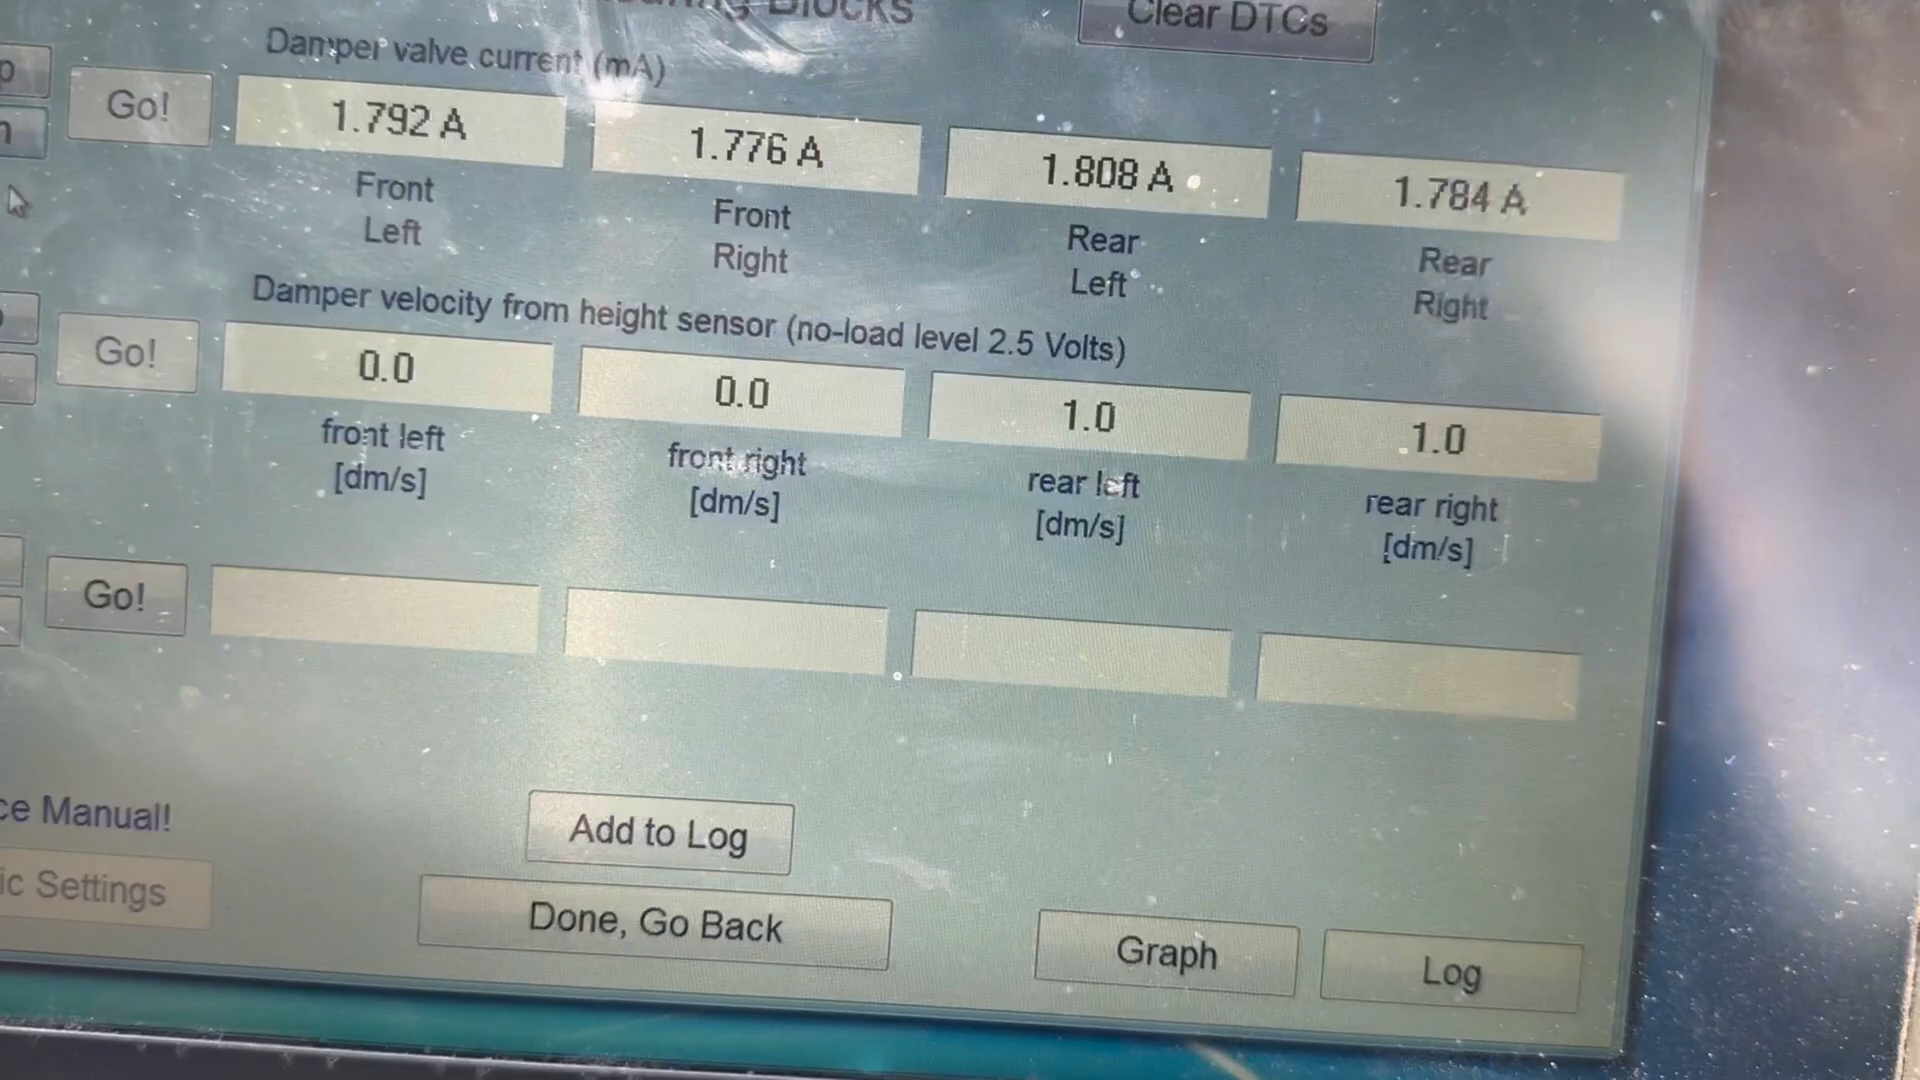 Blocks
Clear DTCs
Damper valve current (mA)
Go!
1.792 A
1.776 A
1.808 A
1.784 A
Front
Left
Front
Right
Rear
Left
Rear
Right
Damper velocity from height sensor (no-load level 2.5 Volts)
Go!
0.0
0.0
1.0
1.0
front left
[dm/s]
front right
[dm/s]
rear left
[dm/s]
rear right
[dm/s]
Go!
ce Manual!
Add to Log
ic Settings
Done, Go Back
Graph
Log